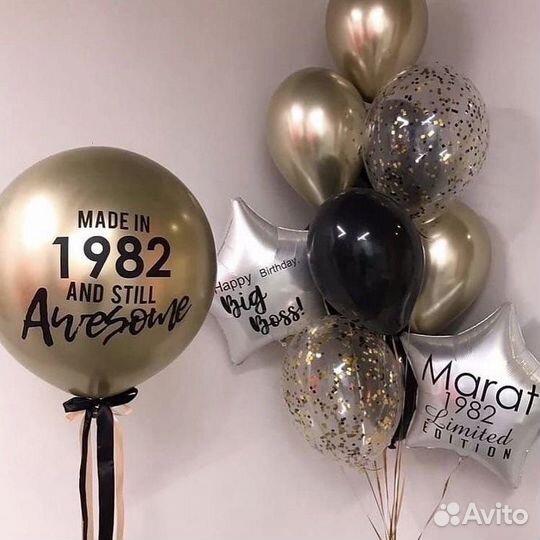 MADE IN
1982
AND STILL
Awesome
Happy Birthday,
Big
Boss!
Marat
1982
Limited
EDITION
Avito